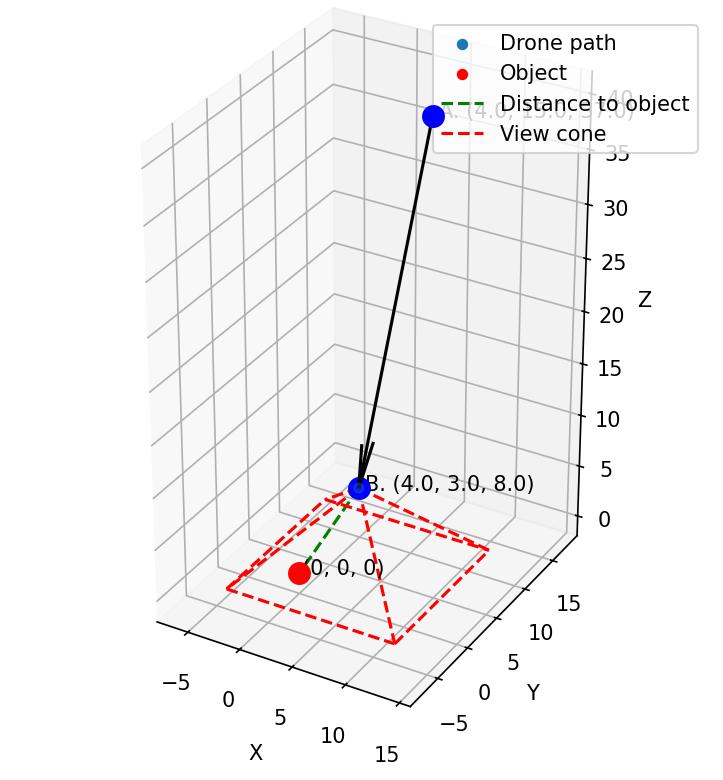 Drone path
Object
Distance to object
View cone
A. (4.0, 15.0, 37.0)
40
35
30
25
20
15
10
5
0
Z
B. (4.0, 3.0, 8.0)
0, 0, 0)
−5
0
5
10
15
X
−5
0
5
10
15
Y